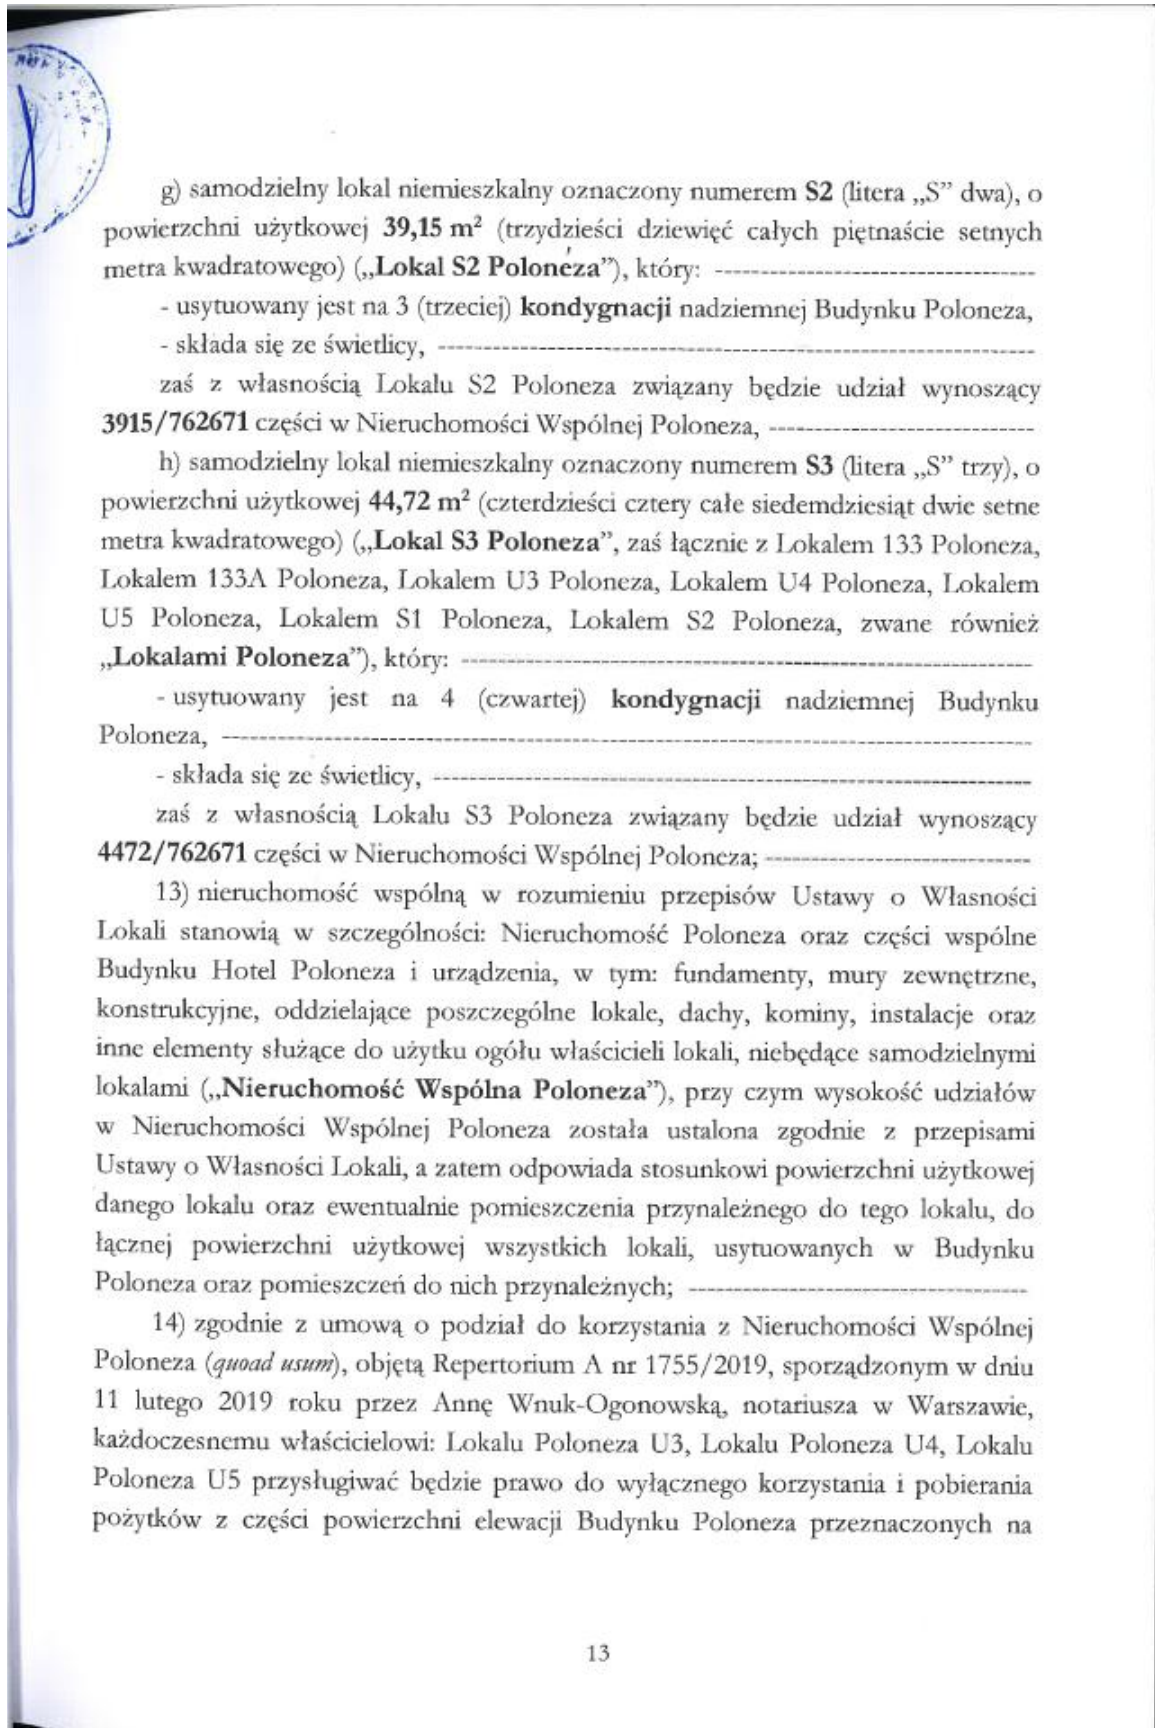 g) samodzielny lokal niemieszkalny oznaczony numerem S2 (litera „S” dwa), o
powierzchni użytkowej 39,15 m² (trzydzieści dziewięć całych piętnaście setnych
metra kwadratowego) („Lokal S2 Poloneza”), który: ------------------------------------
- usytuowany jest na 3 (trzeciej) kondygnacji nadziemnej Budynku Poloneza,
- składa się ze świetlicy, ------------------------------------------------------------------
zaś z własnością Lokalu S2 Poloneza związany będzie udział wynoszący
3915/762671 części w Nieruchomości Wspólnej Poloneza, -----------------------------
h) samodzielny lokal niemieszkalny oznaczony numerem S3 (litera „S” trzy), o
powierzchni użytkowej 44,72 m² (czterdzieści cztery całe siedemdziesiąt dwie setne
metra kwadratowego) („Lokal S3 Poloneza”, zaś łącznie z Lokalem 133 Poloneza,
Lokalem 133A Poloneza, Lokalem U3 Poloneza, Lokalem U4 Poloneza, Lokalem
U5 Poloneza, Lokalem S1 Poloneza, Lokalem S2 Poloneza, zwane również
„Lokalami Poloneza”), który: ---------------------------------------------------------------
- usytuowany jest na 4 (czwartej) kondygnacji nadziemnej Budynku
Poloneza, ------------------------------------------------------------------------------------------
- składa się ze świetlicy, ------------------------------------------------------------------
zaś z własnością Lokalu S3 Poloneza związany będzie udział wynoszący
4472/762671 części w Nieruchomości Wspólnej Poloneza; -----------------------------
13) nieruchomość wspólną w rozumieniu przepisów Ustawy o Własności
Lokali stanowią w szczególności: Nieruchomość Poloneza oraz części wspólne
Budynku Hotel Poloneza i urządzenia, w tym: fundamenty, mury zewnętrzne,
konstrukcyjne, oddzielające poszczególne lokale, dachy, kominy, instalacje oraz
inne elementy służące do użytku ogółu właścicieli lokali, niebędące samodzielnymi
lokalami („Nieruchomość Wspólna Poloneza”), przy czym wysokość udziałów
w Nieruchomości Wspólnej Poloneza została ustalona zgodnie z przepisami
Ustawy o Własności Lokali, a zatem odpowiada stosunkowi powierzchni użytkowej
danego lokalu oraz ewentualnie pomieszczenia przynależnego do tego lokalu, do
łącznej powierzchni użytkowej wszystkich lokali, usytuowanych w Budynku
Poloneza oraz pomieszczeń do nich przynależnych; -------------------------------------
14) zgodnie z umową o podział do korzystania z Nieruchomości Wspólnej
Poloneza (quoad usum), objętą Repertorium A nr 1755/2019, sporządzonym w dniu
11 lutego 2019 roku przez Annę Wnuk-Ogonowską, notariusza w Warszawie,
każdoczesnemu właścicielowi: Lokalu Poloneza U3, Lokalu Poloneza U4, Lokalu
Poloneza U5 przysługiwać będzie prawo do wyłącznego korzystania i pobierania
pożytków z części powierzchni elewacji Budynku Poloneza przeznaczonych na
13